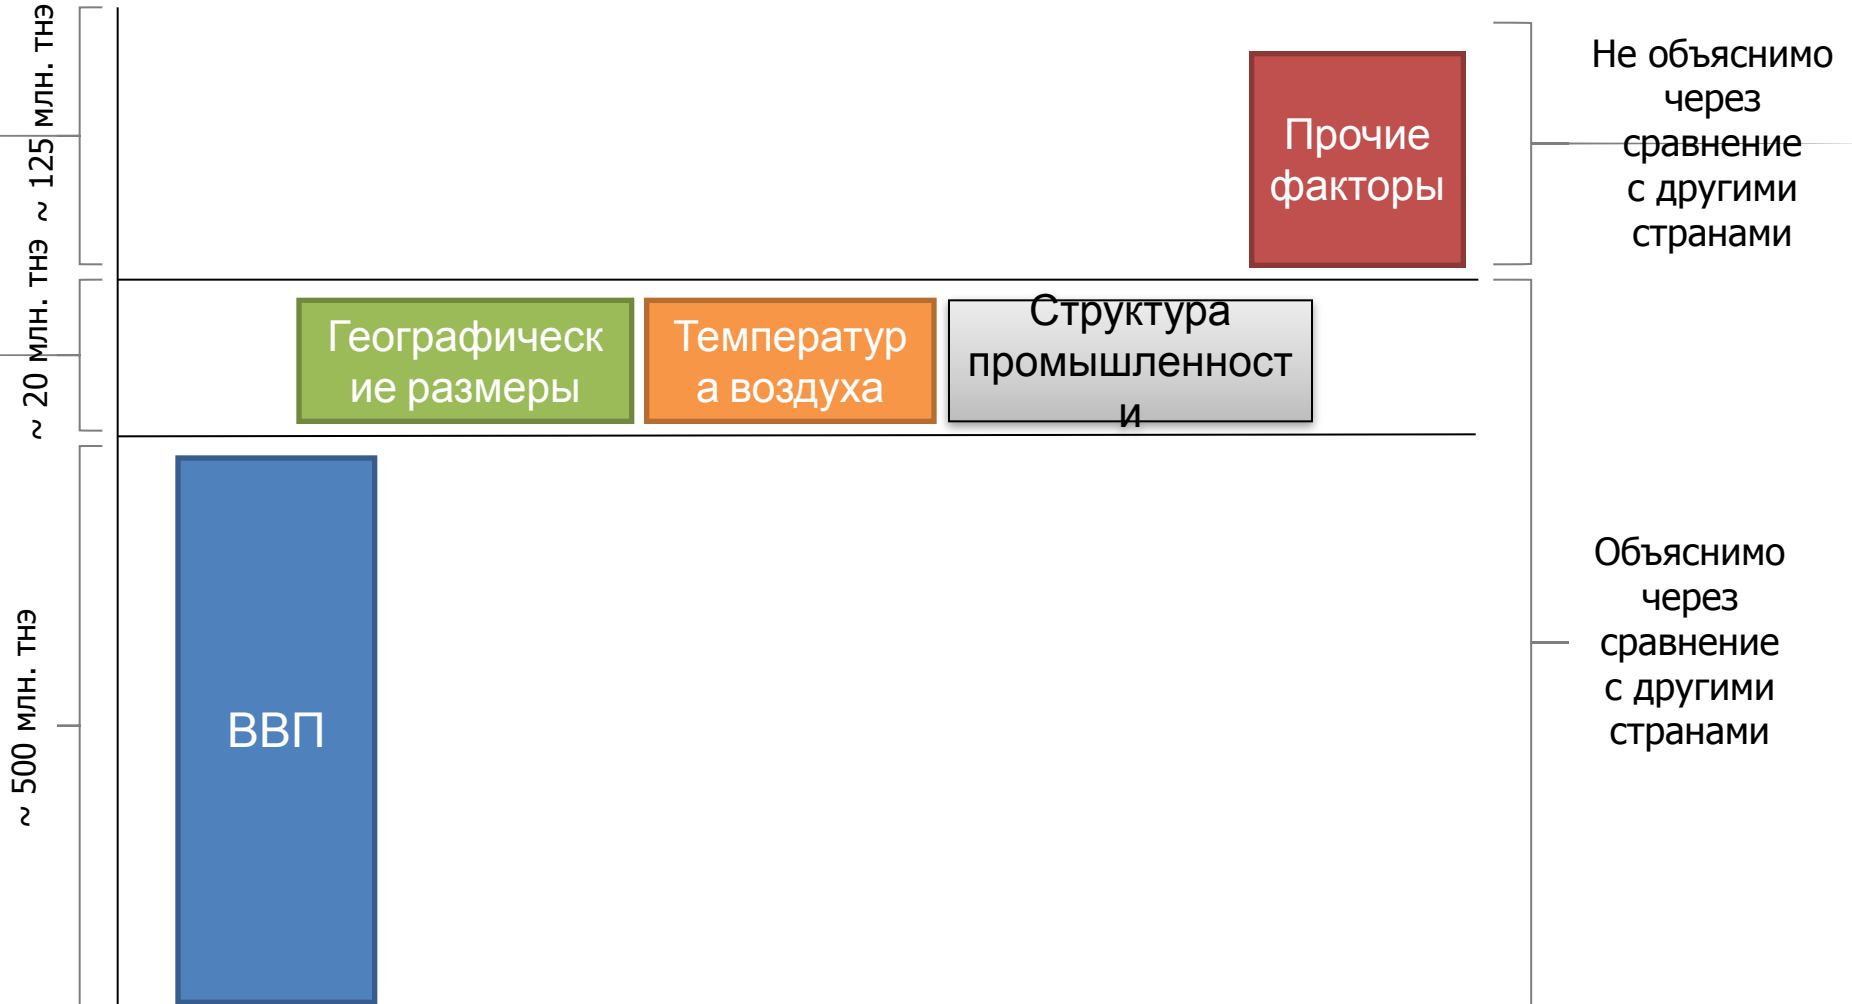 ~ 125 млн. тнэ
Прочие
факторы
Не объяснимо
через
сравнение
с другими
странами
~ 20 млн. тнэ
Географическ
ие размеры
Температур
а воздуха
Структура
промышленност
и
~ 500 млн. тнэ
ВВП
Объяснимо
через
сравнение
с другими
странами